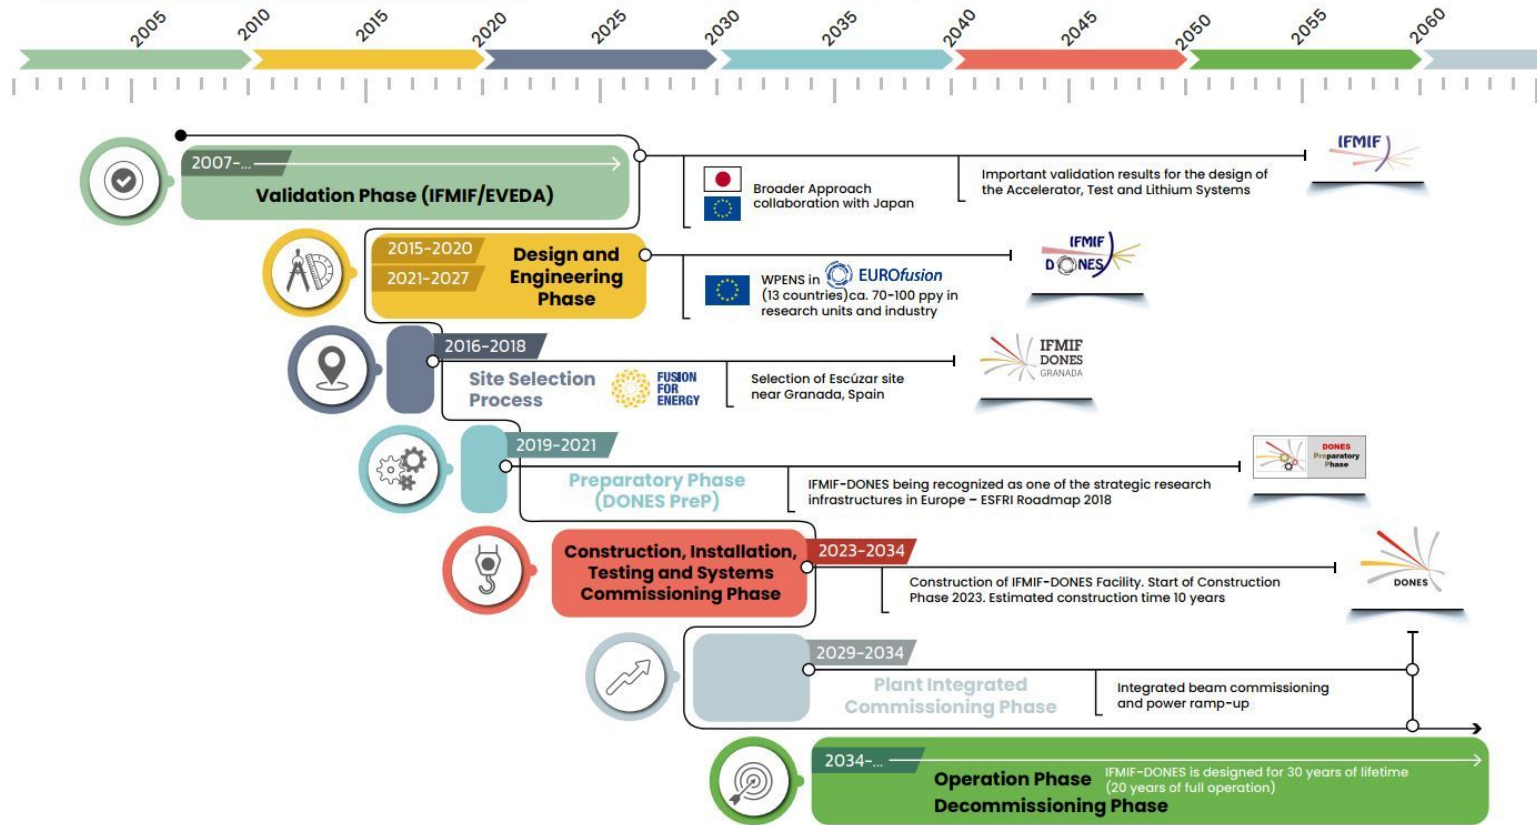 2005
2010
2015
2020
2025
2030
2035
2040
2045
2050
2055
2060
2007-...
Validation Phase (IFMIF/EVEDA)
Broader Approach
collaboration with Japan
Important validation results for the design of
the Accelerator, Test and Lithium Systems
IFMIF
2015-2020
2021-2027
Design and
Engineering
Phase
WPENS in EUROfusion
(13 countries)ca. 70-100 ppy in
research units and industry
IFMIF
DONES
2016-2018
Site Selection
Process
FUSION
FOR
ENERGY
Selection of Escúzar site
near Granada, Spain
IFMIF
DONES
GRANADA
2019-2021
Preparatory Phase
(DONES PreP)
IFMIF-DONES being recognized as one of the strategic research
infrastructures in Europe – ESFRI Roadmap 2018
DONES
Preparatory
Phase
Construction, Installation,
Testing and Systems
Commissioning Phase
2023-2034
Construction of IFMIF-DONES Facility. Start of Construction
Phase 2023. Estimated construction time 10 years
DONES
2029-2034
Plant Integrated
Commissioning Phase
Integrated beam commissioning
and power ramp-up
2034-...
Operation Phase
Decommissioning Phase
IFMIF-DONES is designed for 30 years of lifetime
(20 years of full operation)